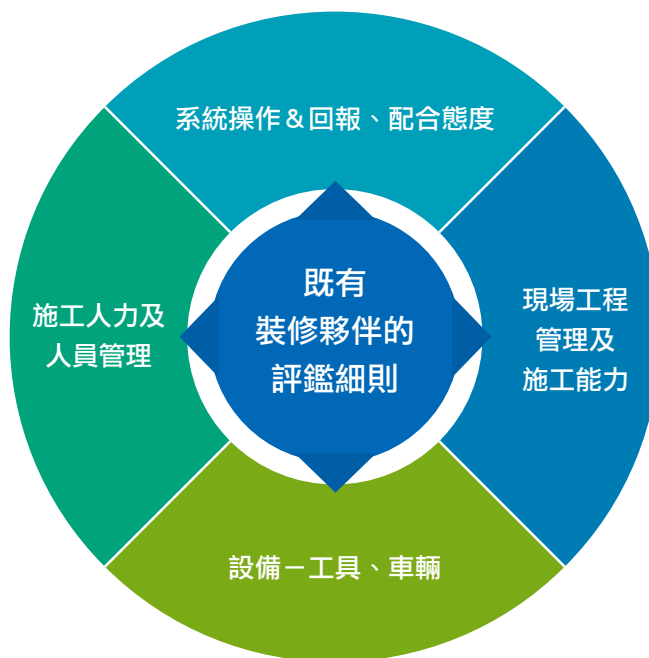 系統操作＆回報、配合態度
施工人力及
人員管理
既有
裝修夥伴的
評鑑細則
現場工程
管理及
施工能力
設備－工具、車輛